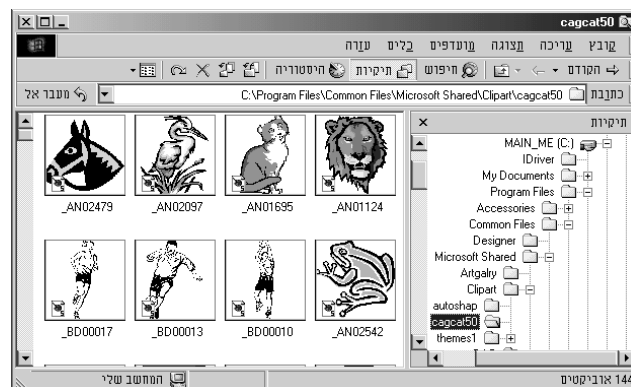 cagcat50
קובץ עריכה תצוגה מועדפים כלים עזרה
הקודם חיפוש תיקיות היסטוריה
כתובת C:\Program Files\Common Files\Microsoft Shared\Clipart\cagcat50 מעבר אל
תיקיות
MAIN_ME (C:)
IDriver
My Documents
Program Files
Accessories
Common Files
Designer
Microsoft Shared
Artgalry
Clipart
autoshap
cagcat50
themes1
_AN01124 _AN01695 _AN02097 _AN02479
_AN02542 _BD00010 _BD00013 _BD00017
144 אוביקטים המחשב שלי